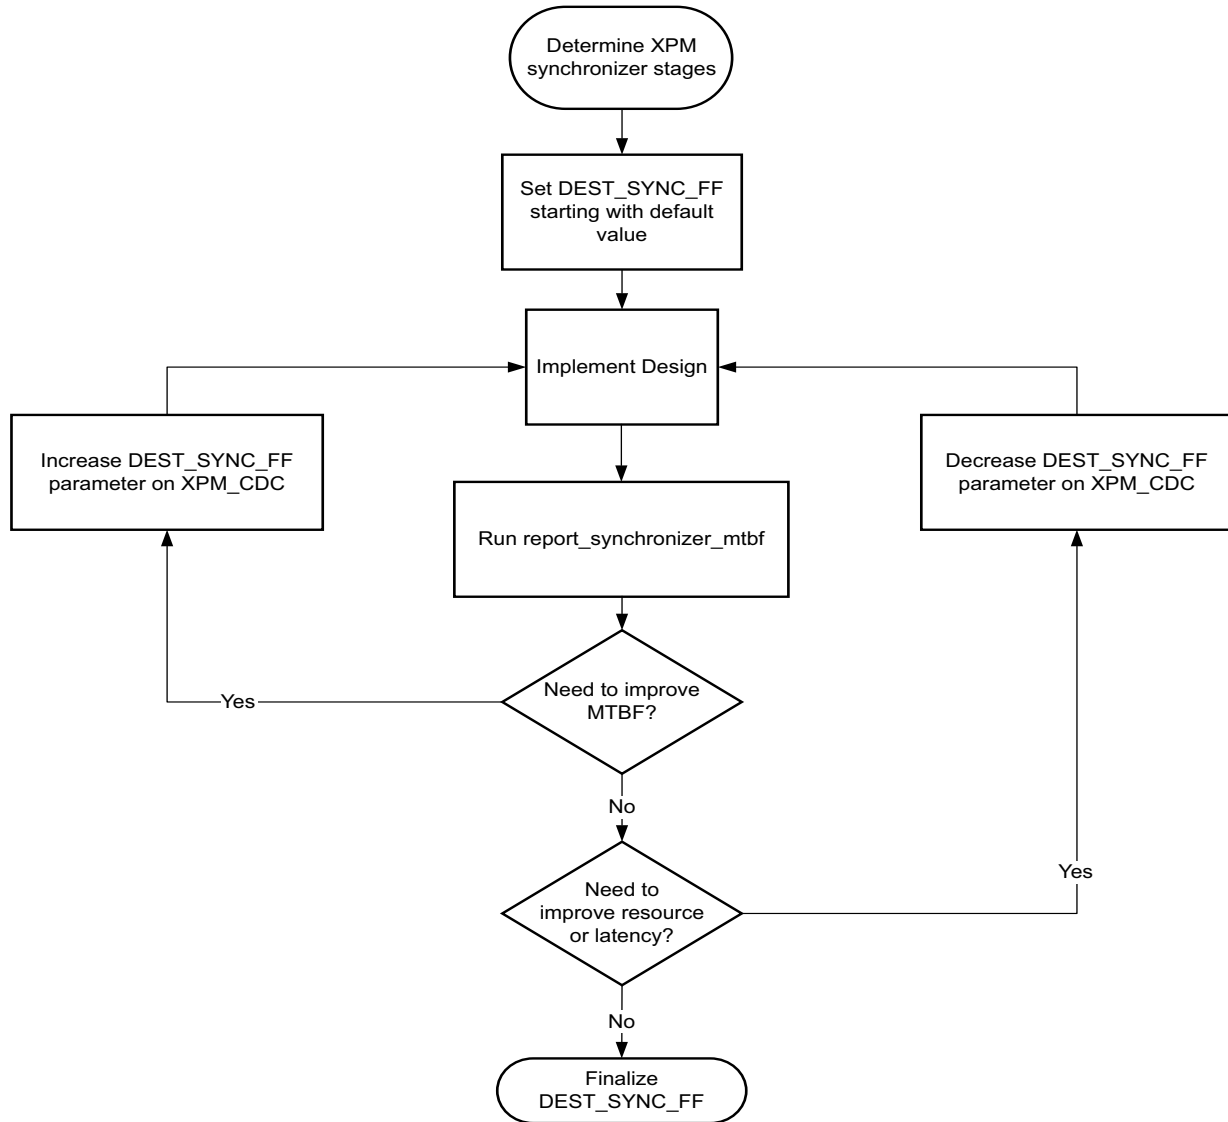 Determine XPM
synchronizer stages
Set DEST_SYNC_FF
starting with default
value
Implement Design
Increase DEST_SYNC_FF
parameter on XPM_CDC
Decrease DEST_SYNC_FF
parameter on XPM_CDC
Run report_synchronizer_mtbf
Need to improve
MTBF?
Yes
No
Need to
improve resource
or latency?
Yes
No
Finalize
DEST_SYNC_FF